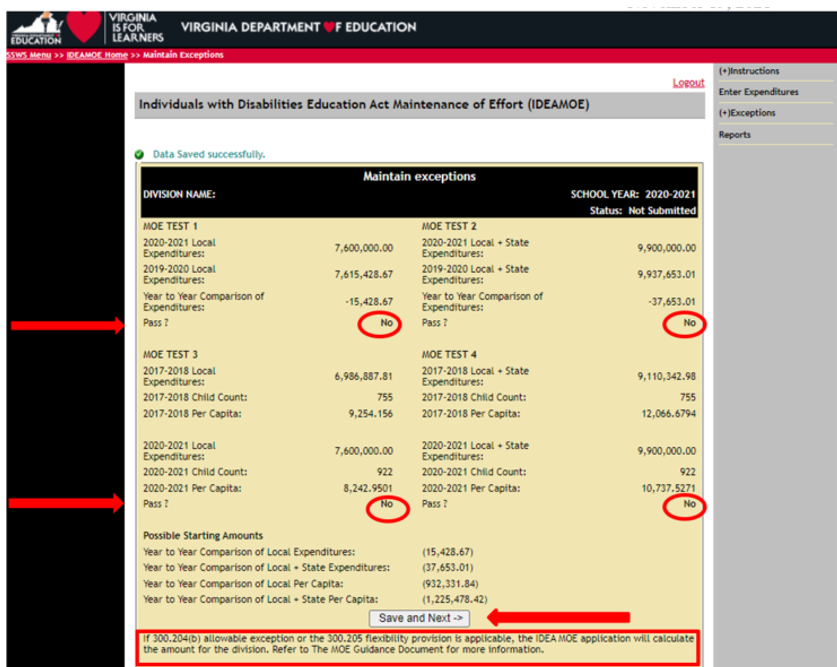 VIRGINIA
IS FOR
LEARNERS
VIRGINIA DEPARTMENT OF EDUCATION
EDUCATION
SSWS Menu >> IDEAMOE Home >> Maintain Exceptions
(+)Instructions
Enter Expenditures
(+)Exceptions
Reports
Logout
Individuals with Disabilities Education Act Maintenance of Effort (IDEAMOE)
Data Saved successfully.
Maintain exceptions
DIVISION NAME: SCHOOL YEAR: 2020-2021
Status: Not Submitted
MOE TEST 1 MOE TEST 2
2020-2021 Local Expenditures: 7,600,000.00 2020-2021 Local + State Expenditures: 9,900,000.00
2019-2020 Local Expenditures: 7,615,428.67 2019-2020 Local + State Expenditures: 9,937,653.01
Year to Year Comparison of Expenditures: -15,428.67 Year to Year Comparison of Expenditures: -37,653.01
Pass ? No Pass ? No
MOE TEST 3 MOE TEST 4
2017-2018 Local Expenditures: 6,986,887.81 2017-2018 Local + State Expenditures: 9,110,342.98
2017-2018 Child Count: 755 2017-2018 Child Count: 755
2017-2018 Per Capita: 9,254.156 2017-2018 Per Capita: 12,066.6794
2020-2021 Local Expenditures: 7,600,000.00 2020-2021 Local + State Expenditures: 9,900,000.00
2020-2021 Child Count: 922 2020-2021 Child Count: 922
2020-2021 Per Capita: 8,242.9501 2020-2021 Per Capita: 10,737.5271
Pass ? No Pass ? No
Possible Starting Amounts
Year to Year Comparison of Local Expenditures: (15,428.67)
Year to Year Comparison of Local + State Expenditures: (37,653.01)
Year to Year Comparison of Local Per Capita: (932,331.84)
Year to Year Comparison of Local + State Per Capita: (1,225,478.42)
Save and Next ->
If 300.204(b) allowable exception or the 300.205 flexibility provision is applicable, the IDEA MOE application will calculate
the amount for the division. Refer to The MOE Guidance Document for more information.